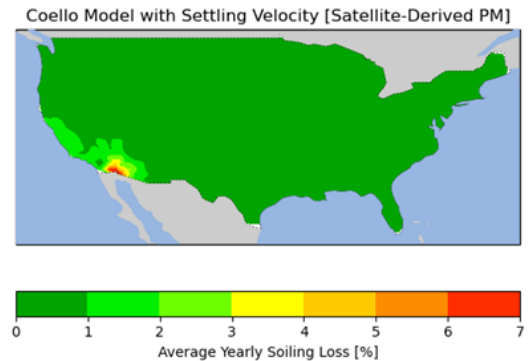 Coello Model with Settling Velocity [Satellite-Derived PM]
0 1 2 3 4 5 6 7
Average Yearly Soiling Loss [%]